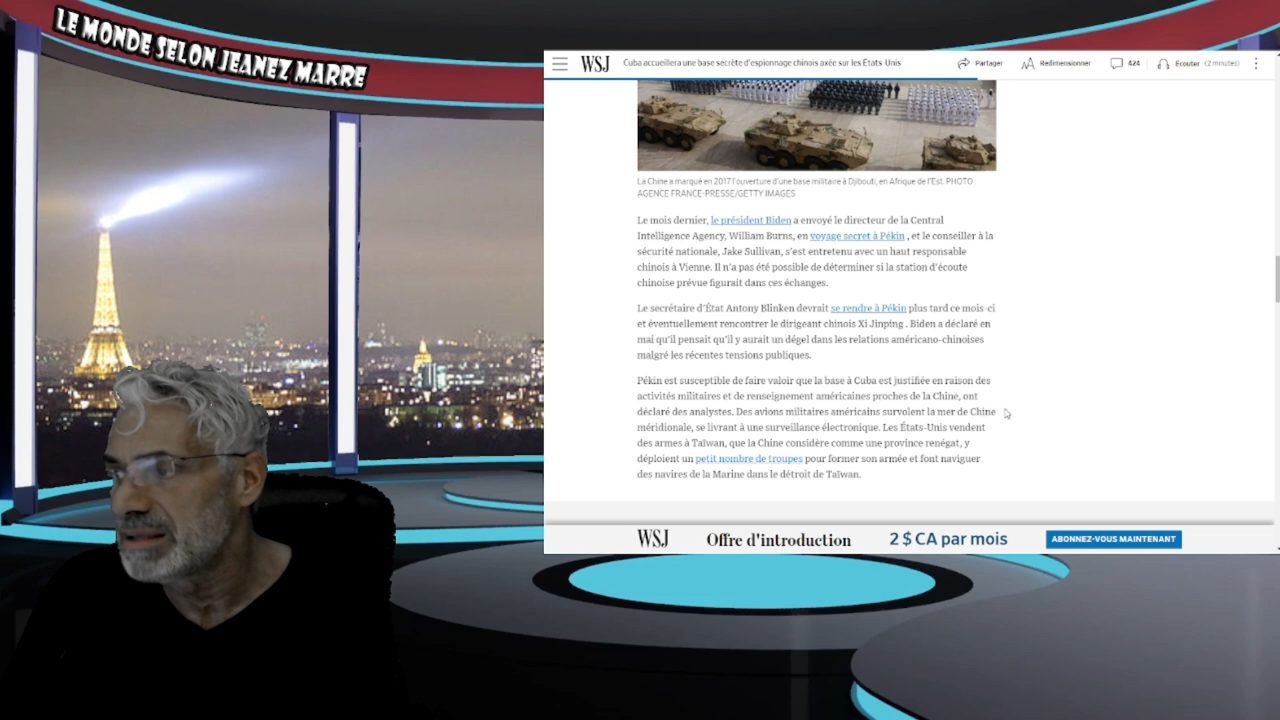 LE MONDE SELON JEANEZ MARRE
WSJ Cuba accueillera une base secrète d'espionnage chinois axée sur les États-Unis Partager Redimensionner 424 Ecouter (2 minutes)
La Chine a marqué en 2017 l'ouverture d'une base militaire à Djibouti, en Afrique de l'Est. PHOTO :
AGENCE FRANCE-PRESSE/GETTY IMAGES
Le mois dernier, le président Biden a envoyé le directeur de la Central
Intelligence Agency, William Burns, en voyage secret à Pékin , et le conseiller à la
sécurité nationale, Jake Sullivan, s'est entretenu avec un haut responsable
chinois à Vienne. Il n'a pas été possible de déterminer si la station d'écoute
chinoise prévue figurait dans ces échanges.
Le secrétaire d'État Antony Blinken devrait se rendre à Pékin plus tard ce mois-ci
et éventuellement rencontrer le dirigeant chinois Xi Jinping . Biden a déclaré en
mai qu'il pensait qu'il y aurait un dégel dans les relations américano-chinoises
malgré les récentes tensions publiques.
Pékin est susceptible de faire valoir que la base à Cuba est justifiée en raison des
activités militaires et de renseignement américaines proches de la Chine, ont
déclaré des analystes. Des avions militaires américains survolent la mer de Chine
méridionale, se livrant à une surveillance électronique. Les États-Unis vendent
des armes à Taïwan, que la Chine considère comme une province renégat, y
déploient un petit nombre de troupes pour former son armée et font naviguer
des navires de la Marine dans le détroit de Taïwan.
WSJ Offre d'introduction 2 $ CA par mois ABONNEZ-VOUS MAINTENANT